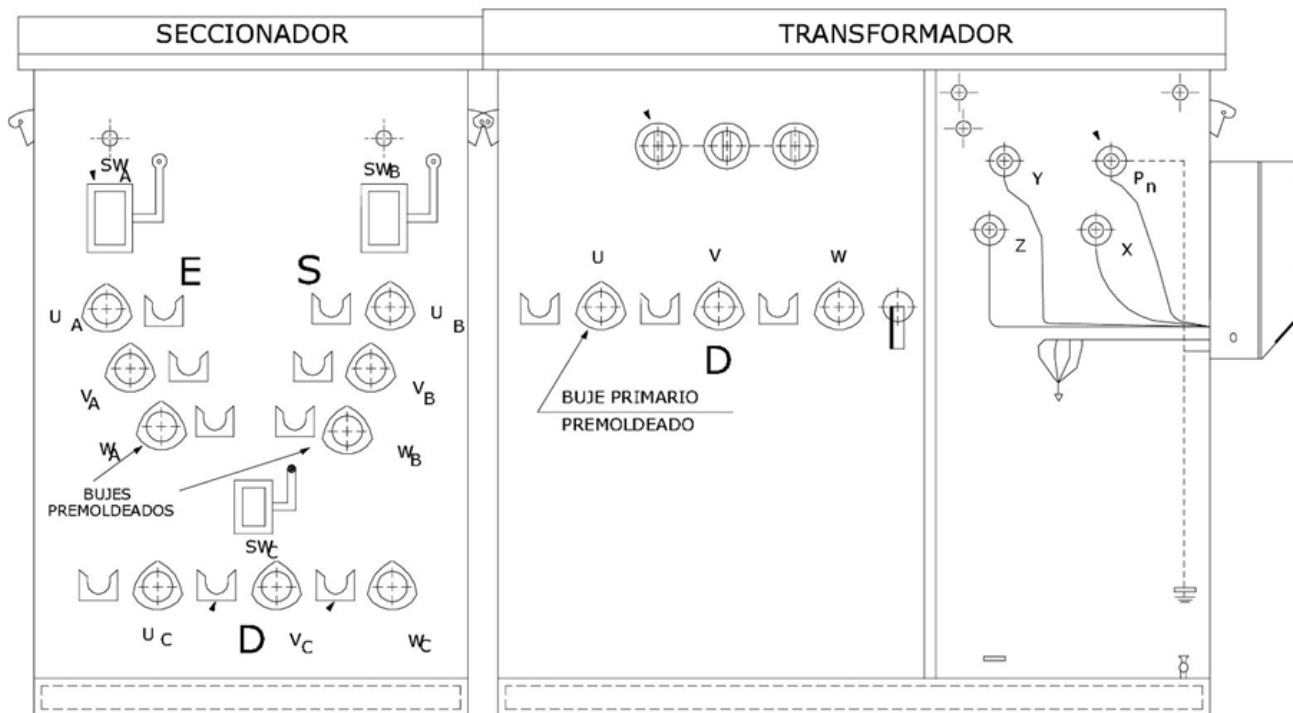 SECCIONADOR
TRANSFORMADOR
SWA
SWB
Y
Pn
Z
X
E
S
U
V
W
UA
UB
VA
VB
D
BUJE PRIMARIO
PREMOLDEADO
WA
WB
BUJES
PREMOLDEADOS
SWC
UC
D
VC
WC